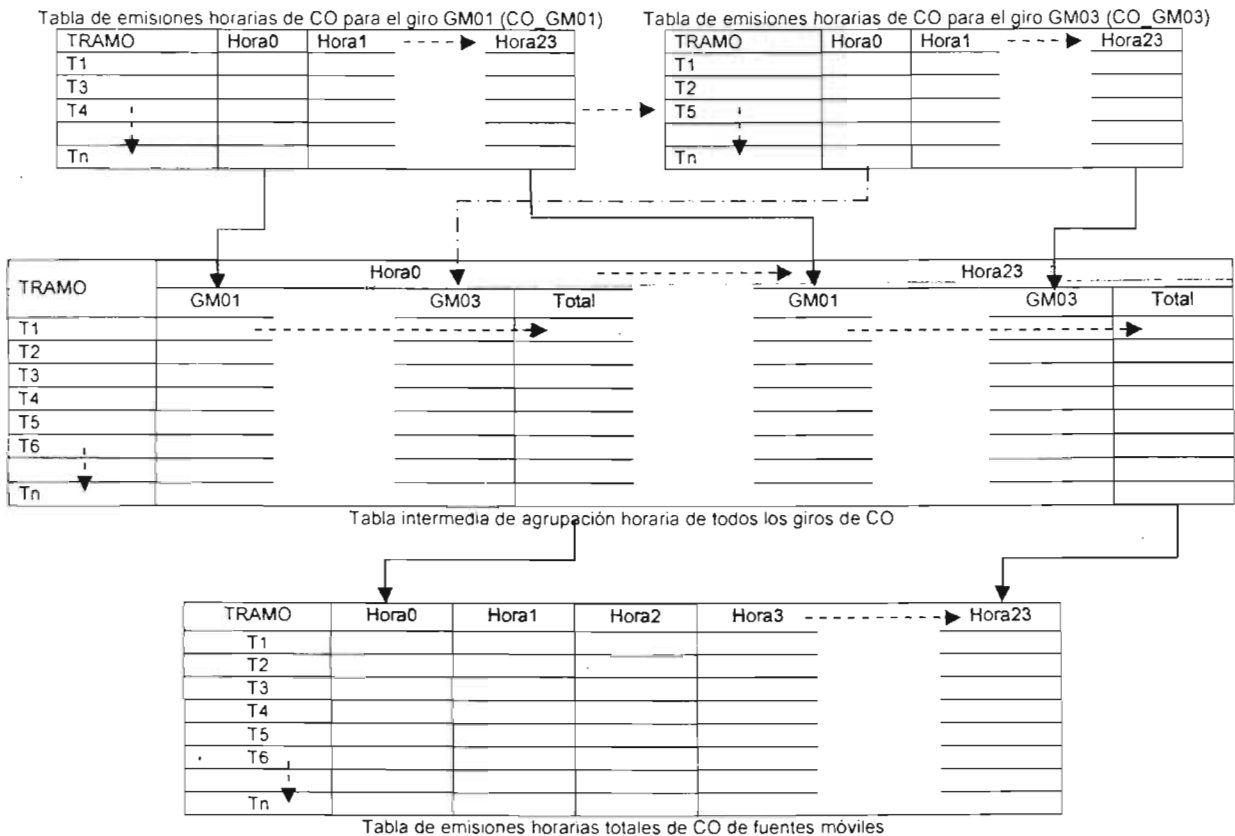 Tabla de emisiones horarias de CO para el giro GM01 (CO_GM01)
Tabla de emisiones horarias de CO para el giro GM03 (CO_GM03)
TRAMO Hora0 Hora1 Hora23
T1
T3
T4
Tn
TRAMO Hora0 Hora1 Hora23
T1
T2
T5
Tn
TRAMO Hora0 Hora23
GM01 GM03 Total GM01 GM03 Total
T1
T2
T3
T4
T5
T6
Tn
Tabla intermedia de agrupación horaria de todos los giros de CO
TRAMO Hora0 Hora1 Hora2 Hora3 Hora23
T1
T2
T3
T4
T5
T6
Tn
Tabla de emisiones horarias totales de CO de fuentes móviles